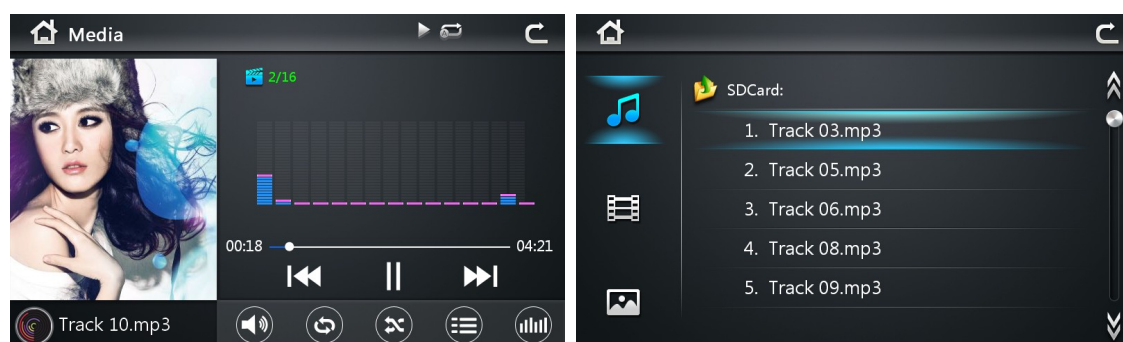 Media
2/16
00:18
04:21
Track 10.mp3
SDCard:
1. Track 03.mp3
2. Track 05.mp3
3. Track 06.mp3
4. Track 08.mp3
5. Track 09.mp3